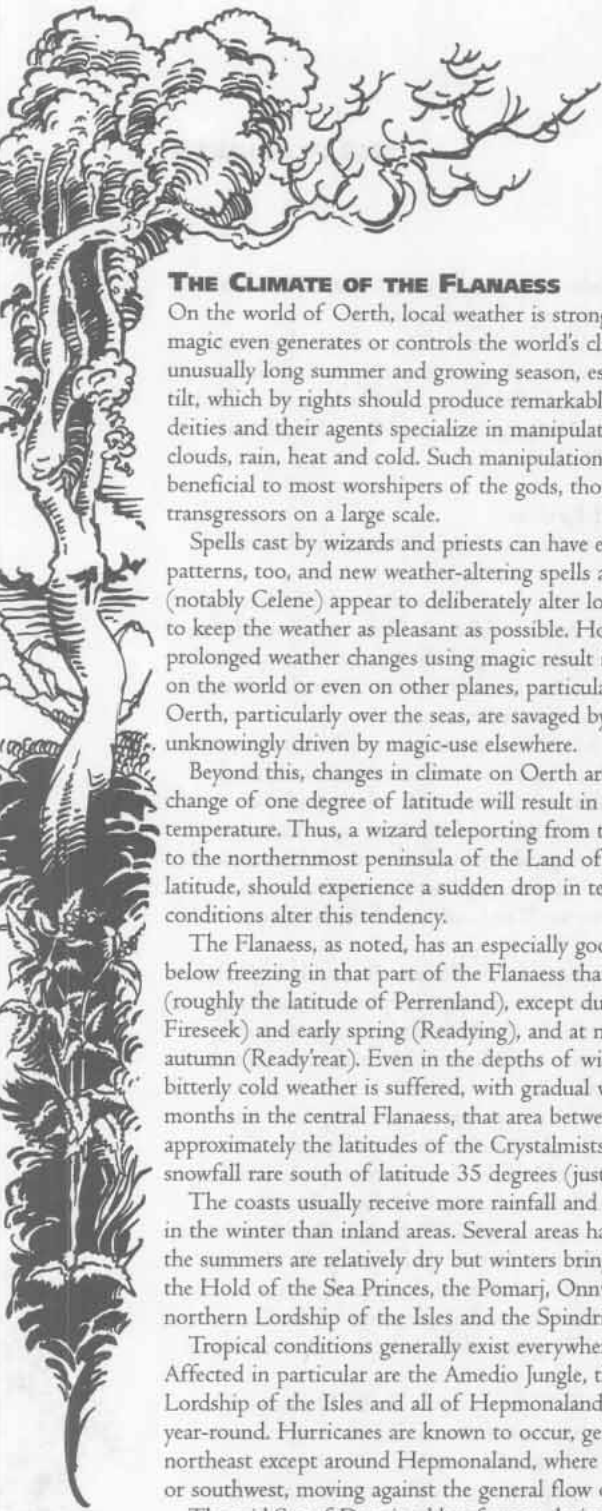 THE CLIMATE OF THE FLANAESS
On the world of Oerth, local weather is strong
magic even generates or controls the world's cl
unusually long summer and growing season, es
tilt, which by rights should produce remarkabl
deities and their agents specialize in manipulat
clouds, rain, heat and cold. Such manipulation
beneficial to most worshipers of the gods, tho
transgressors on a large scale.
Spells cast by wizards and priests can have e
patterns, too, and new weather-altering spells a
(notably Celene) appear to deliberately alter lo
to keep the weather as pleasant as possible. Ho
prolonged weather changes using magic result
on the world or even on other planes, particula
Oerth, particularly over the seas, are savaged by
unknowingly driven by magic-use elsewhere.
Beyond this, changes in climate on Oerth ar
change of one degree of latitude will result in
temperature. Thus, a wizard teleporting from t
to the northernmost peninsula of the Land of
latitude, should experience a sudden drop in te
conditions alter this tendency.
The Flanaess, as noted, has an especially goo
below freezing in that part of the Flanaess tha
(roughly the latitude of Perrenland), except du
Fireseek) and early spring (Readying), and at n
autumn (Ready'reat). Even in the depths of wi
bitterly cold weather is suffered, with gradual w
months in the central Flanaess, that area betwe
approximately the latitudes of the Crystalmists
snowfall rare south of latitude 35 degrees (just
The coasts usually receive more rainfall and
in the winter than inland areas. Several areas ha
the summers are relatively dry but winters brin
the Hold of the Sea Princes, the Pomarj, Onn
northern Lordship of the Isles and the Spindri
Tropical conditions generally exist everywhe
Affected in particular are the Amedio Jungle, t
Lordship of the Isles and all of Hepmonaland
year-round. Hurricanes are known to occur, ge
northeast except around Hepmonaland, where
or southwest, moving against the general flow